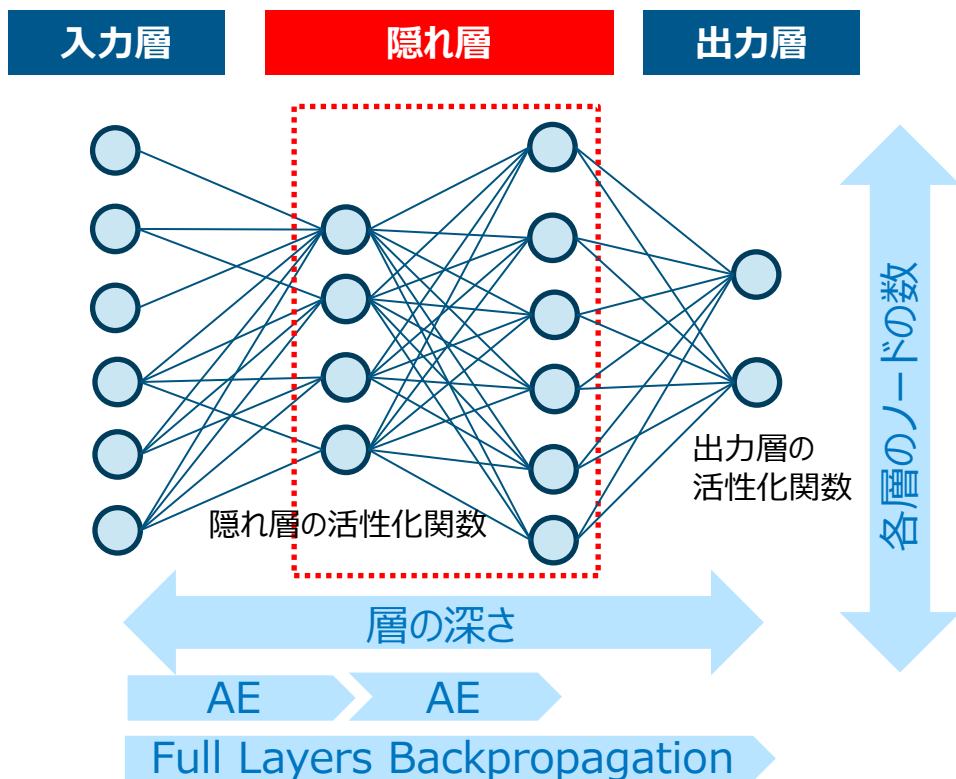 入力層
隠れ層
出力層
各層のノードの数
出力層の
活性化関数
隠れ層の活性化関数
層の深さ
AE
AE
Full Layers Backpropagation